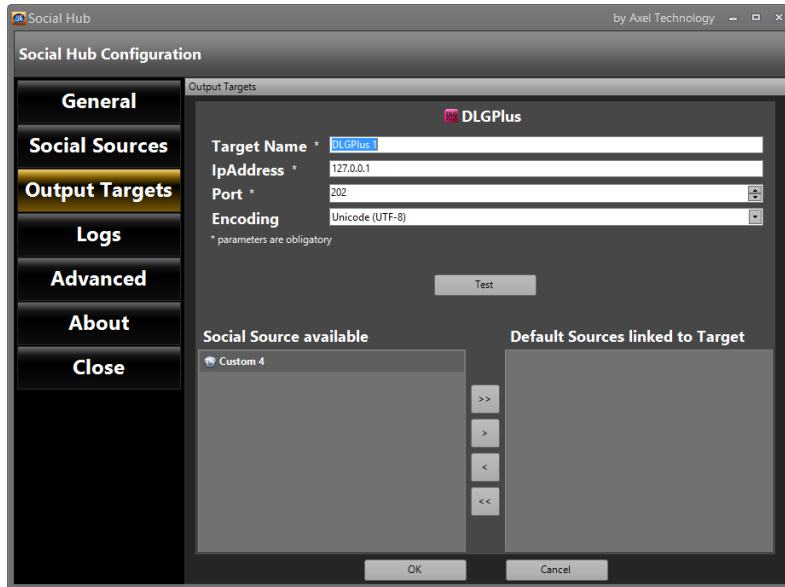 Social Hub
by Axel Technology
Social Hub Configuration
General
Social Sources
Output Targets
Logs
Advanced
About
Close
Output Targets
DLGPlus
Target Name *
DLGPlus 1
IpAddress *
127.0.0.1
Port *
202
Encoding
Unicode (UTF-8)
* parameters are obligatory
Test
Social Source available
Default Sources linked to Target
Custom 4
>>
>
<
<<
OK
Cancel